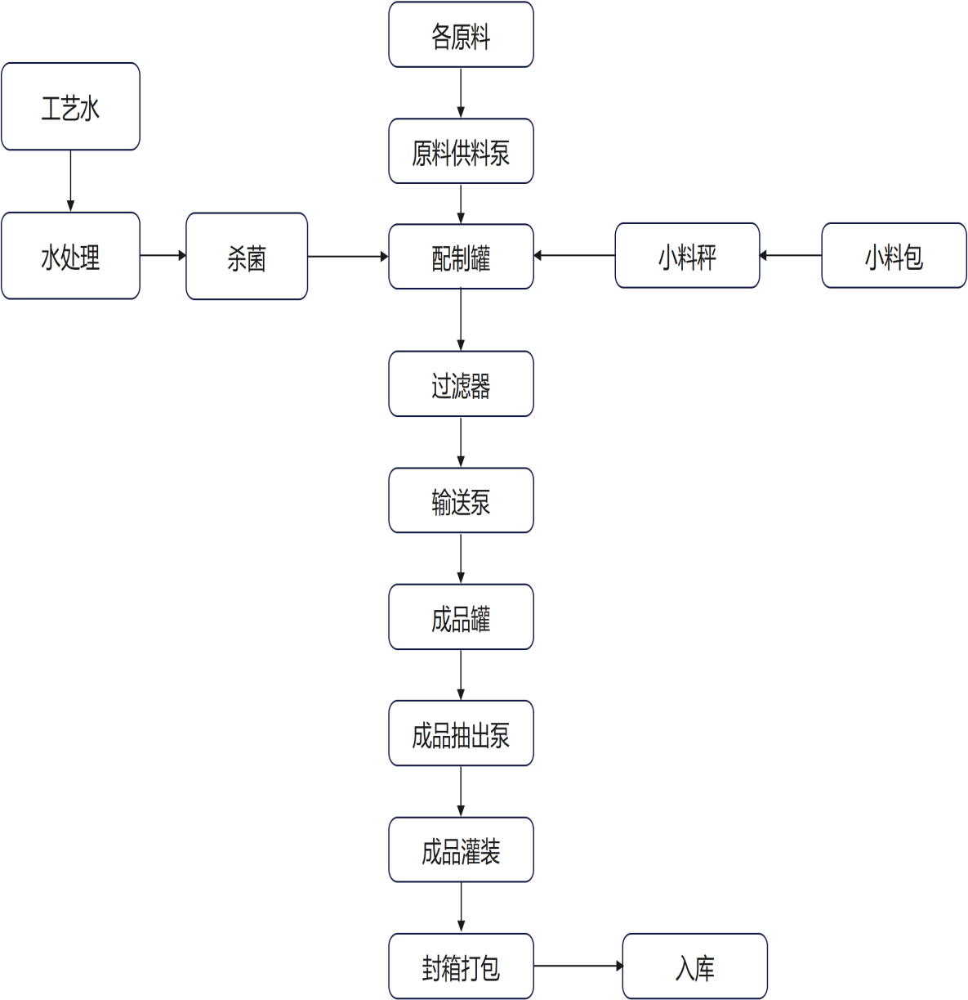 各原料
工艺水
原料供料泵
水处理
杀菌
配制罐
小料秤
小料包
过滤器
输送泵
成品罐
成品抽出泵
成品灌装
封箱打包
入库